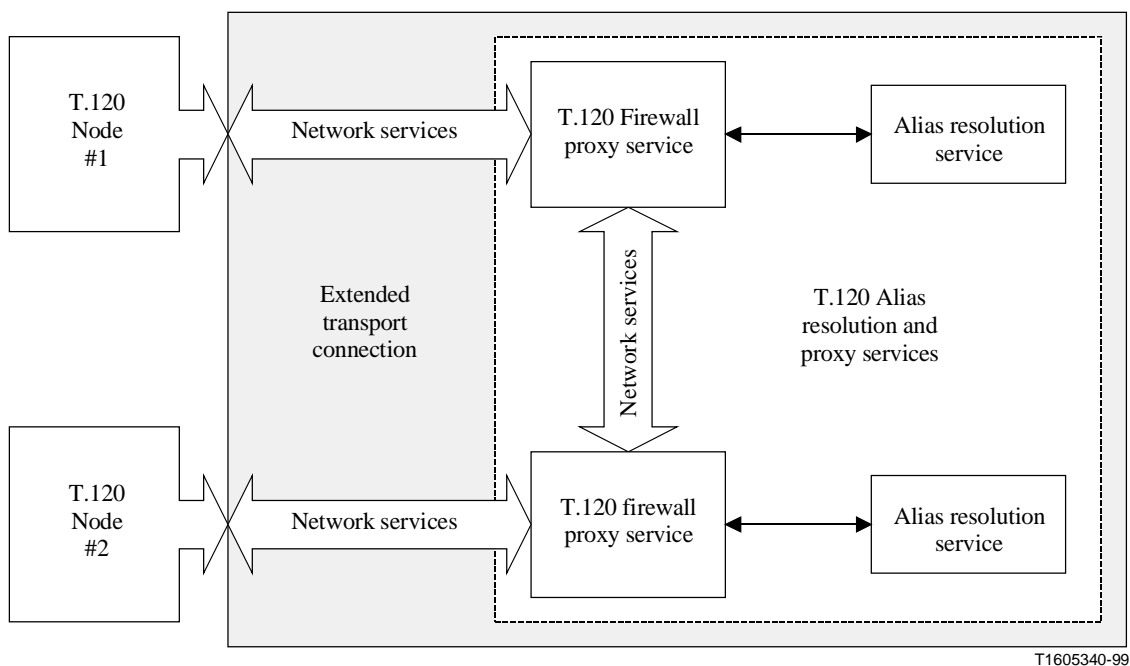 T.120
Node
#1
Network services
T.120 Firewall
proxy service
Alias resolution
service
Extended
transport
connection
Network services
T.120 Alias
resolution and
proxy services
T.120
Node
#2
Network services
T.120 firewall
proxy service
Alias resolution
service
T1605340-99